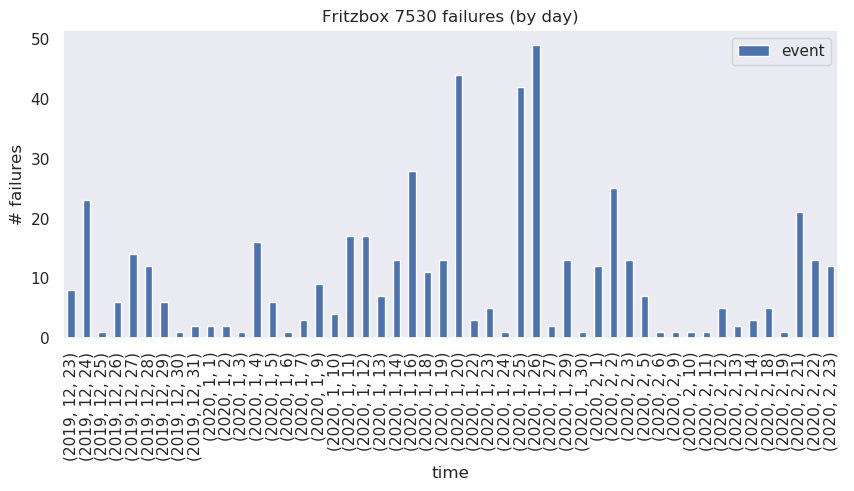 Fritzbox 7530 failures (by day)
event
# failures
50
40
30
20
10
0
(2019, 12, 23)
(2019, 12, 24)
(2019, 12, 25)
(2019, 12, 26)
(2019, 12, 27)
(2019, 12, 28)
(2019, 12, 29)
(2019, 12, 30)
(2019, 12, 31)
(2020, 1, 1)
(2020, 1, 2)
(2020, 1, 3)
(2020, 1, 4)
(2020, 1, 5)
(2020, 1, 6)
(2020, 1, 7)
(2020, 1, 9)
(2020, 1, 10)
(2020, 1, 11)
(2020, 1, 12)
(2020, 1, 13)
(2020, 1, 14)
(2020, 1, 16)
(2020, 1, 18)
(2020, 1, 19)
(2020, 1, 20)
(2020, 1, 22)
(2020, 1, 23)
(2020, 1, 24)
(2020, 1, 25)
(2020, 1, 26)
(2020, 1, 27)
(2020, 1, 29)
(2020, 1, 30)
(2020, 2, 1)
(2020, 2, 2)
(2020, 2, 3)
(2020, 2, 5)
(2020, 2, 6)
(2020, 2, 9)
(2020, 2, 10)
(2020, 2, 11)
(2020, 2, 12)
(2020, 2, 13)
(2020, 2, 14)
(2020, 2, 18)
(2020, 2, 19)
(2020, 2, 21)
(2020, 2, 22)
(2020, 2, 23)
time